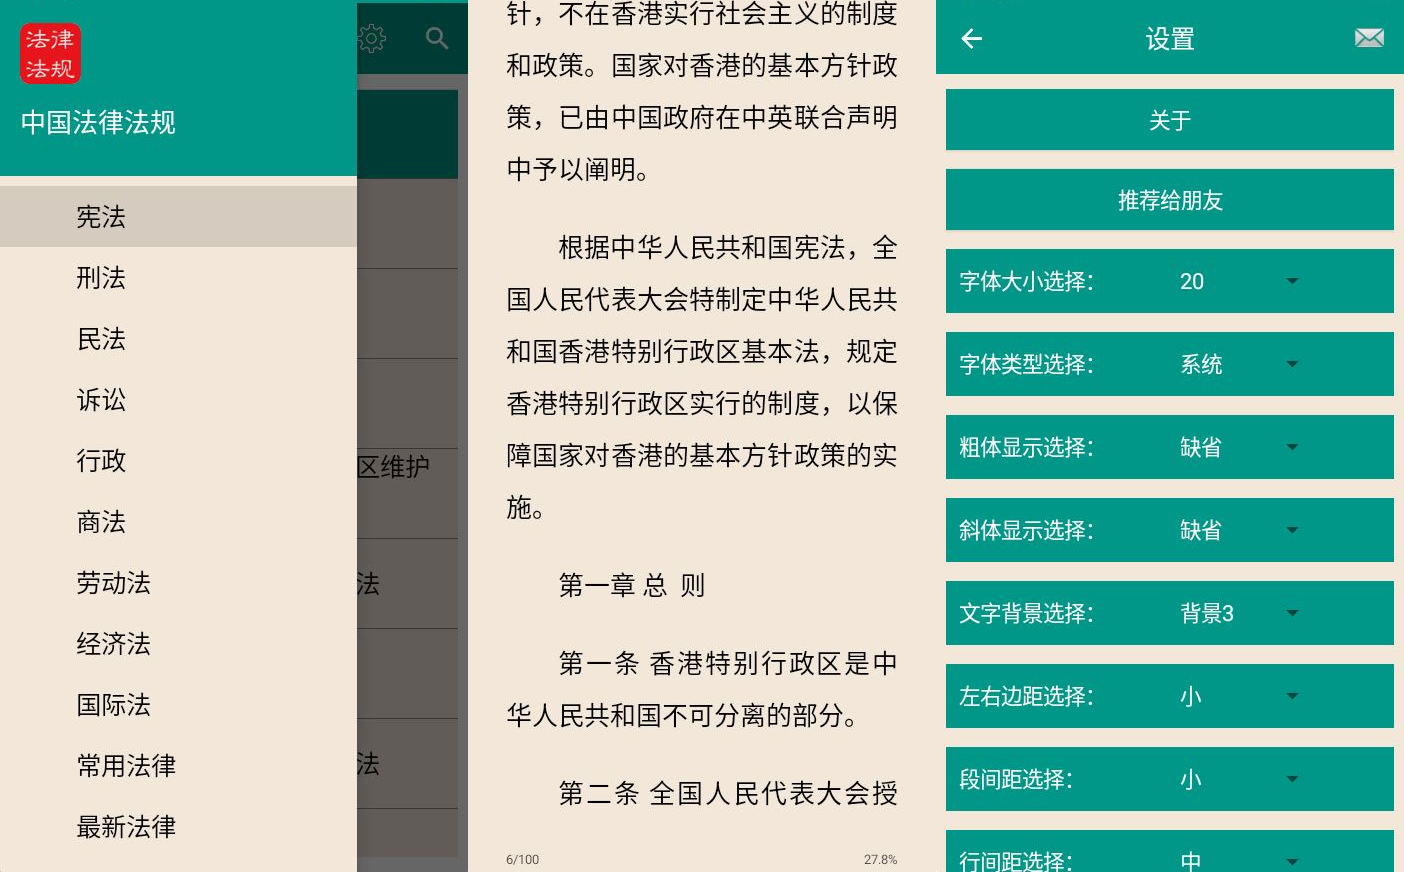 法律
法规
中国法律法规
宪法
刑法
民法
诉讼
行政
商法
劳动法
经济法
国际法
常用法律
最新法律
区维护
法
法
针，不在香港实行社会主义的制度
和政策。国家对香港的基本方针政
策，已由中国政府在中英联合声明
中予以阐明。
根据中华人民共和国宪法，全
国人民代表大会特制定中华人民共
和国香港特别行政区基本法，规定
香港特别行政区实行的制度，以保
障国家对香港的基本方针政策的实
施。
第一章 总 则
第一条 香港特别行政区是中
华人民共和国不可分离的部分。
第二条 全国人民代表大会授
6/100
27.8%
设置
关于
推荐给朋友
字体大小选择： 20
字体类型选择： 系统
粗体显示选择： 缺省
斜体显示选择： 缺省
文字背景选择： 背景3
左右边距选择： 小
段间距选择： 小
行间距选择： 中